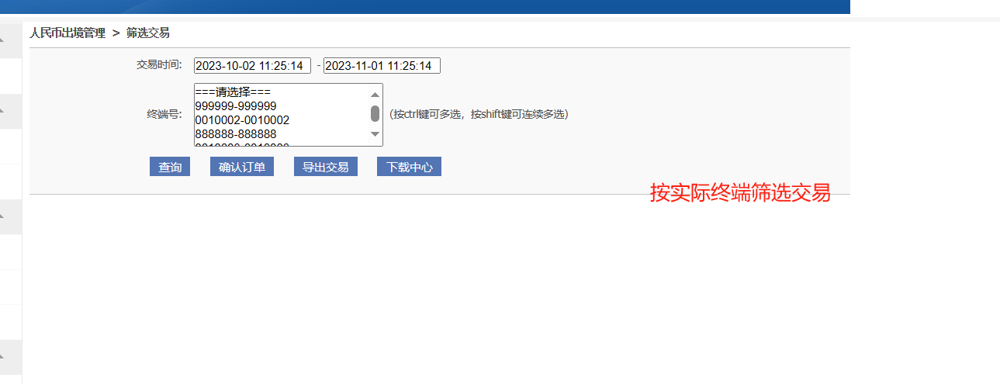 人民币出境管理 > 筛选交易
交易时间: 2023-10-02 11:25:14 - 2023-11-01 11:25:14
===请选择===
999999-999999
终端号: 0010002-0010002 (按ctrl键可多选，按shift键可连续多选)
888888-888888
查询 确认订单 导出交易 下载中心
按实际终端筛选交易